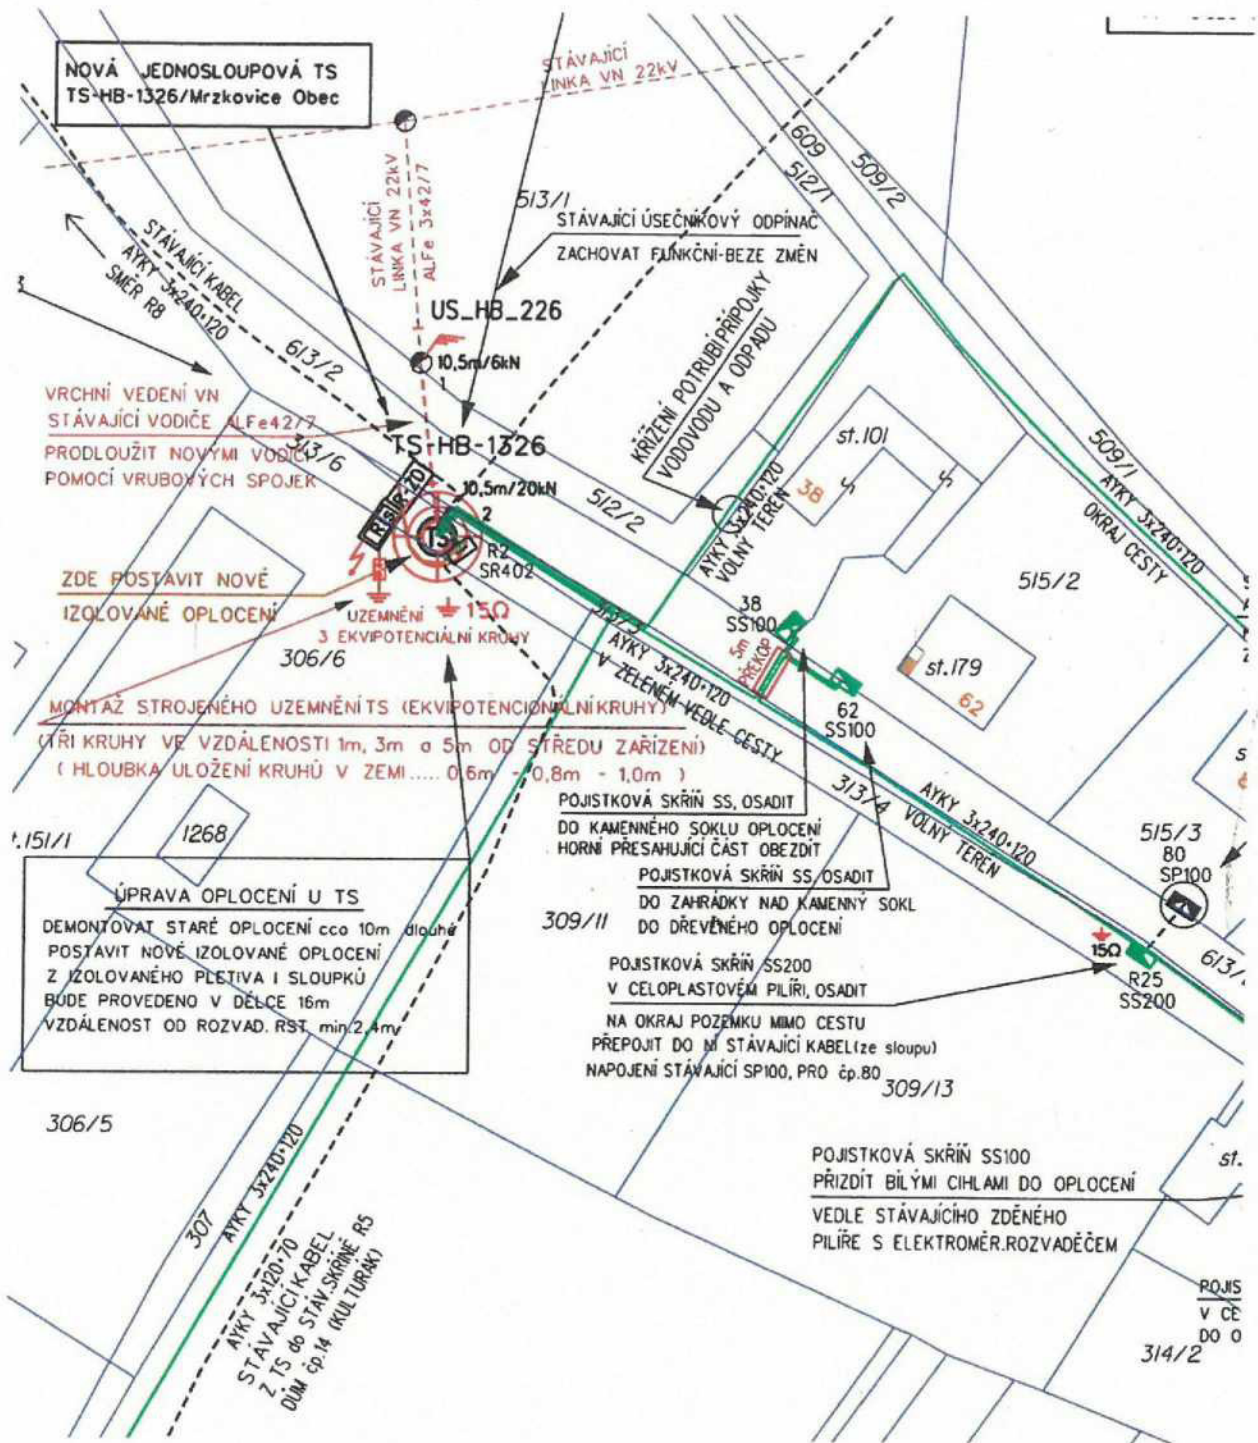 NOVÁ JEDNOSLOUPOVÁ TS
TS-HB-1326/Mrzkovice Obec
STÁVAJÍCÍ
LINKA VN 22kV
STÁVAJÍCÍ
LINKA VN 22kV
ALFe 3x42/7
513/1
609
512/1
509/2
STÁVAJÍCÍ ÚSEČNÍKOVÝ ODPÍNAČ
ZACHOVAT FUNKČNÍ-BEZE ZMĚN
STÁVAJÍCÍ KABEL
AYKY 3x240+120
SMĚR R8
US_HB_226
10,5m/6kN
1
613/2
KŘÍŽENÍ POTRUBÍ PŘÍPOJKY
VODOVODU A ODPADU
VRCHNÍ VEDENÍ VN
STÁVAJÍCÍ VODIČE ALFe42/7
PRODLOUŽIT NOVÝMI VODIČI
POMOCÍ VRUBOVÝCH SPOJEK
313/6
TS-HB-1326
10,5m/20kN
2
512/2
st.101
38
509/1
AYKY 3x240+120
OKRAJ CESTY
AYKY 3x240+120
VOLNÝ TERÉN
TS
R2
SR402
ZDE POSTAVIT NOVÉ
IZOLOVANÉ OPLOCENÍ
UZEMNĚNÍ
15Ω
3 EKVIPOTENCIÁLNÍ KRUHY
306/6
313/3
AYKY 3x240+120
V ZELENÉM VEDLE CESTY
38
SS100
5m
PŘEKOP
515/2
st.179
62
62
SS100
MONTÁŽ STROJENÉHO UZEMNĚNÍ TS (EKVIPOTENCIONÁLNÍ KRUHY)
(TŘI KRUHY VE VZDÁLENOSTI 1m, 3m a 5m OD STŘEDU ZAŘÍZENÍ)
( HLOUBKA ULOŽENÍ KRUHŮ V ZEMI..... 0,6m - 0,8m - 1,0m )
POJISTKOVÁ SKŘÍŇ SS, OSADIT
DO KAMENNÉHO SOKLU OPLOCENÍ
HORNÍ PŘESAHUJÍCÍ ČÁST OBEZDÍT
313/4
AYKY 3x240+120
VOLNÝ TERÉN
515/3
80
SP100
.151/1
1268
POJISTKOVÁ SKŘÍŇ SS, OSADIT
DO ZAHRÁDKY NAD KAMENNÝ SOKL
DO DŘEVĚNÉHO OPLOCENÍ
ÚPRAVA OPLOCENÍ U TS
DEMONTOVAT STARÉ OPLOCENÍ cca 10m dlouhé
POSTAVIT NOVÉ IZOLOVANÉ OPLOCENÍ
Z IZOLOVANÉHO PLETIVA I SLOUPKŮ
BUDE PROVEDENO V DÉLCE 16m
VZDÁLENOST OD ROZVAD. RST min.2,4m
309/11
POJISTKOVÁ SKŘÍŇ SS200
V CELOPLASTOVÉM PILÍŘI, OSADIT
NA OKRAJ POZEMKU MIMO CESTU
PŘEPOJIT DO NÍ STÁVAJÍCÍ KABEL(ze sloupu)
NAPOJENÍ STÁVAJÍCÍ SP100, PRO čp.80
15Ω
R25
SS200
309/13
306/5
307
AYKY 3x240+120
AYKY 3x120+70
STÁVAJÍCÍ KABEL
Z TS do STÁV.SKŘÍNĚ R5
DŮM čp.14 (KULTURÁK)
POJISTKOVÁ SKŘÍŇ SS100
PŘIZDÍT BÍLÝMI CIHLAMI DO OPLOCENÍ
VEDLE STÁVAJÍCÍHO ZDĚNÉHO
PILÍŘE S ELEKTROMĚR.ROZVADĚČEM
st.
POJIS
V CE
DO O
314/2